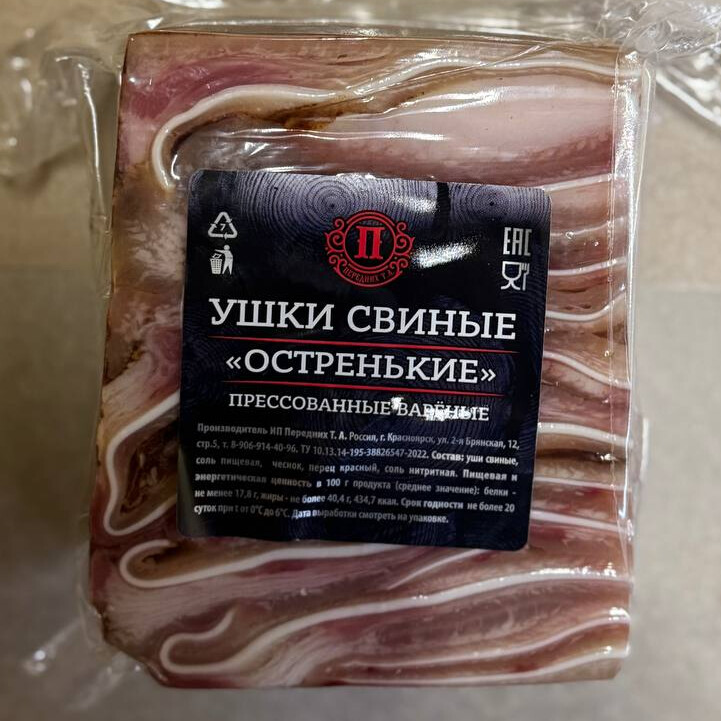 7
П
ПЕРЕДНИХ Т.А.
ЕАС
УШКИ СВИНЫЕ
«ОСТРЕНЬКИЕ»
ПРЕССОВАННЫЕ ВАРЁНЫЕ
Производитель ИП Передних Т. А. Россия, г. Красноярск, ул. 2-я Брянская, 12,
стр.5, т. 8-906-914-40-96. ТУ 10.13.14-195-38826547-2022. Состав: уши свиные,
соль пищевая, чеснок, перец красный, соль нитритная. Пищевая и
энергетическая ценность в 100 г продукта (среднее значение): белки -
не менее 17,8 г, жиры - не более 40,4 г, 434,7 ккал. Срок годности не более 20
суток при t от 0°С до 6°С. Дата выработки смотреть на упаковке.